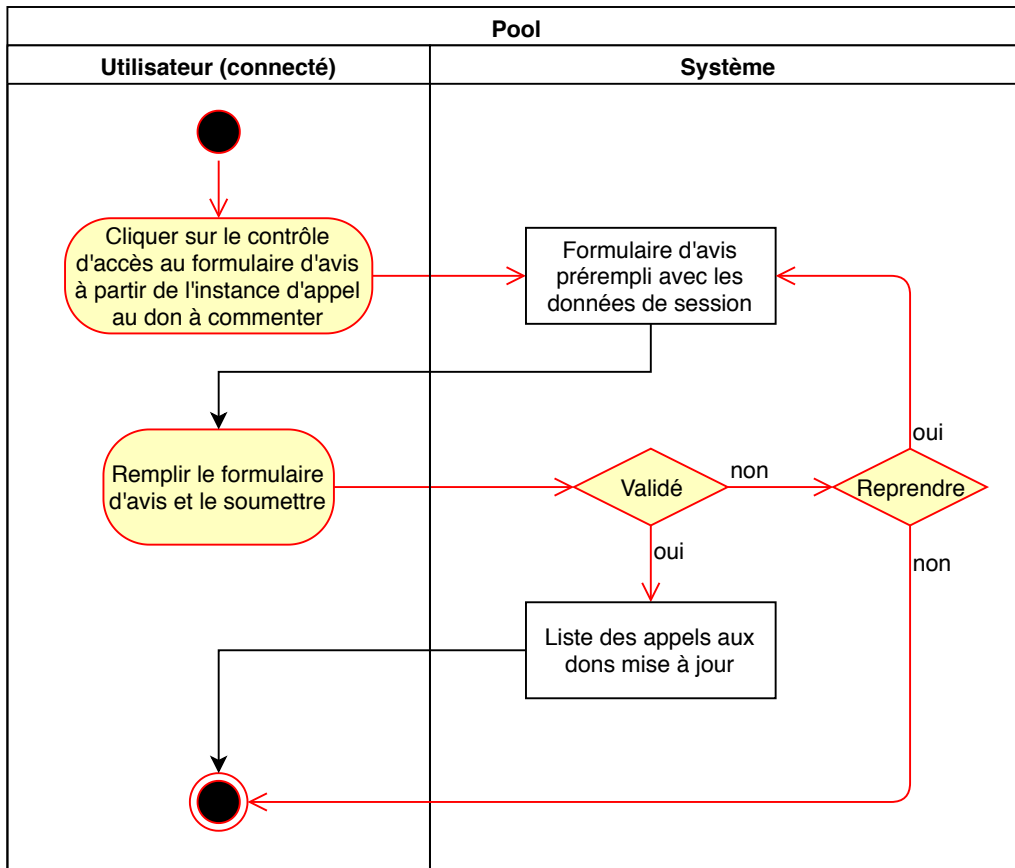 Pool
Utilisateur (connecté)
Système
Cliquer sur le contrôle
d'accès au formulaire d'avis
à partir de l'instance d'appel
au don à commenter
Formulaire d'avis
prérempli avec les
données de session
oui
Remplir le formulaire
d'avis et le soumettre
Validé
non
Reprendre
oui
non
Liste des appels aux
dons mise à jour